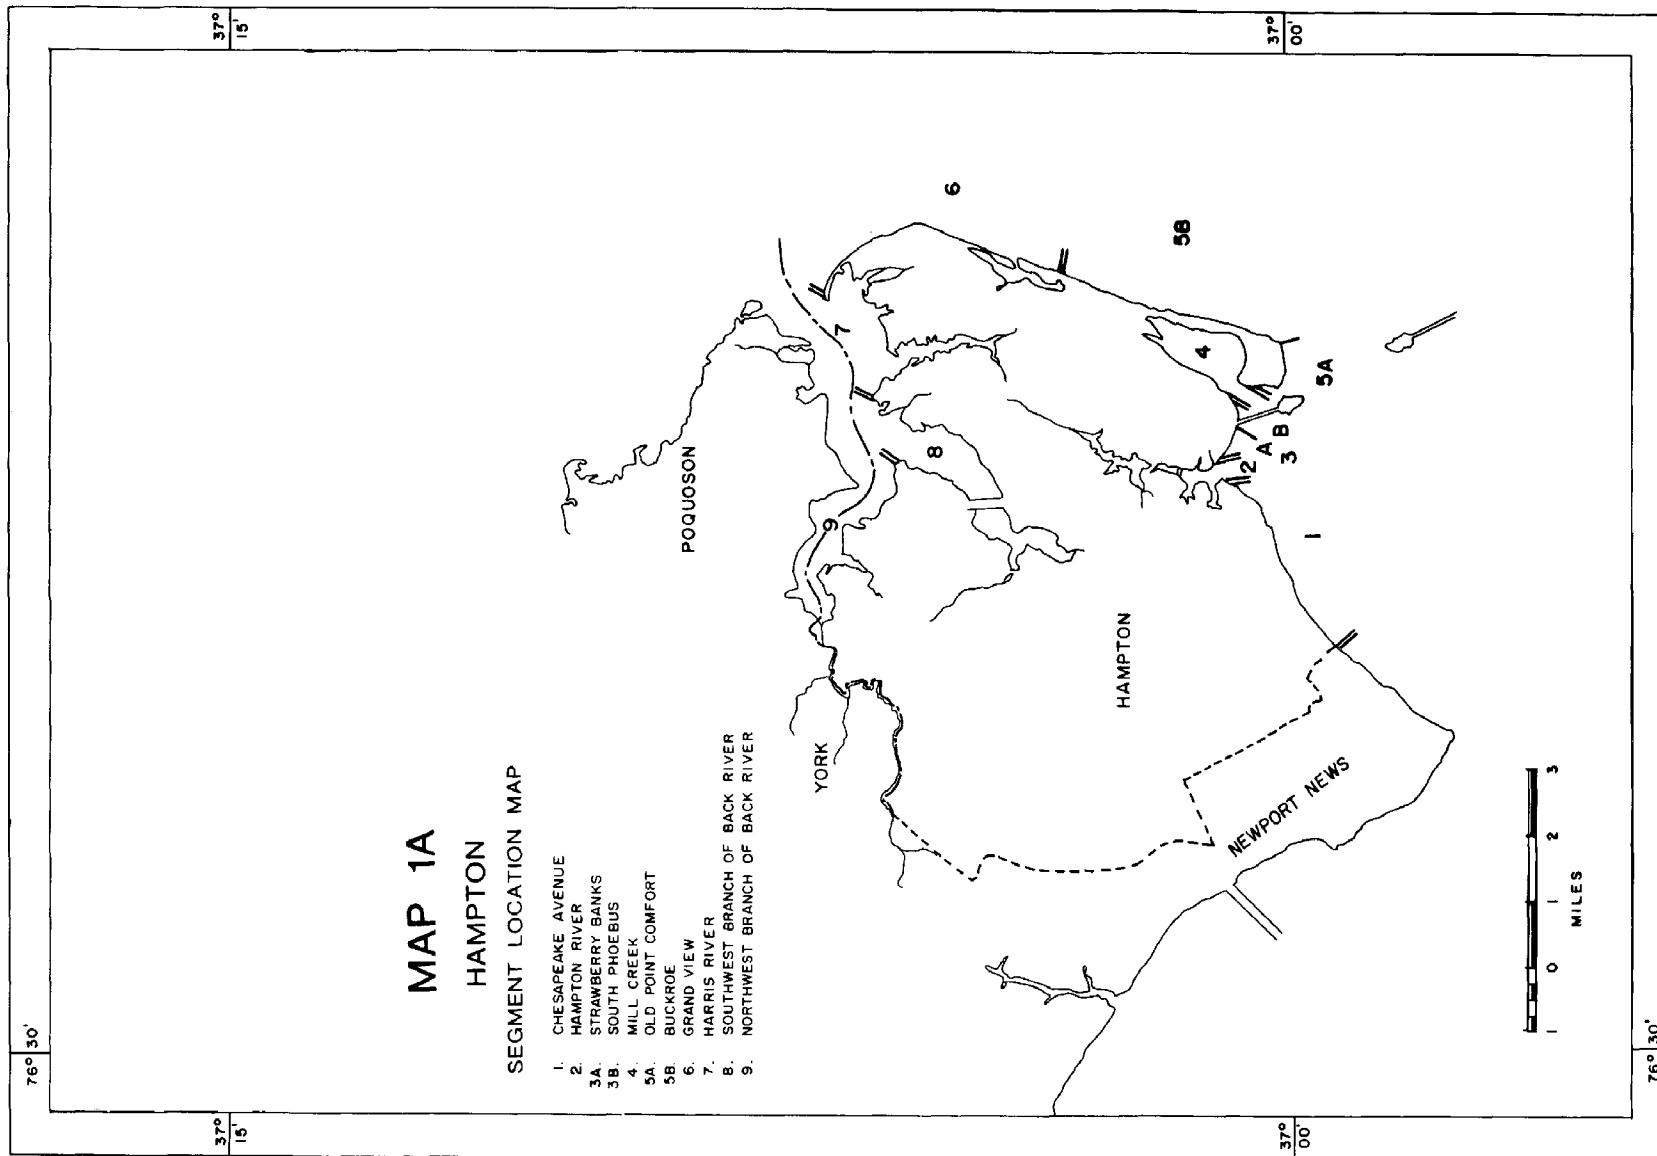 MAP 1A
HAMPTON
SEGMENT LOCATION MAP
1. CHESAPEAKE AVENUE
2. HAMPTON RIVER
3A. STRAWBERRY BANKS
3B. SOUTH PHOEBUS
4. MILL CREEK
5A. OLD POINT COMFORT
5B. BUCKROE
6. GRAND VIEW
7. HARRIS RIVER
8. SOUTHWEST BRANCH OF BACK RIVER
9. NORTHWEST BRANCH OF BACK RIVER
76° 30'
76° 30'
37° 15'
37° 15'
37° 00'
37° 00'
POQUOSON
YORK
HAMPTON
NEWPORT NEWS
1
2
3
A
B
4
5A
5B
6
7
8
9
1 0 1 2 3
MILES